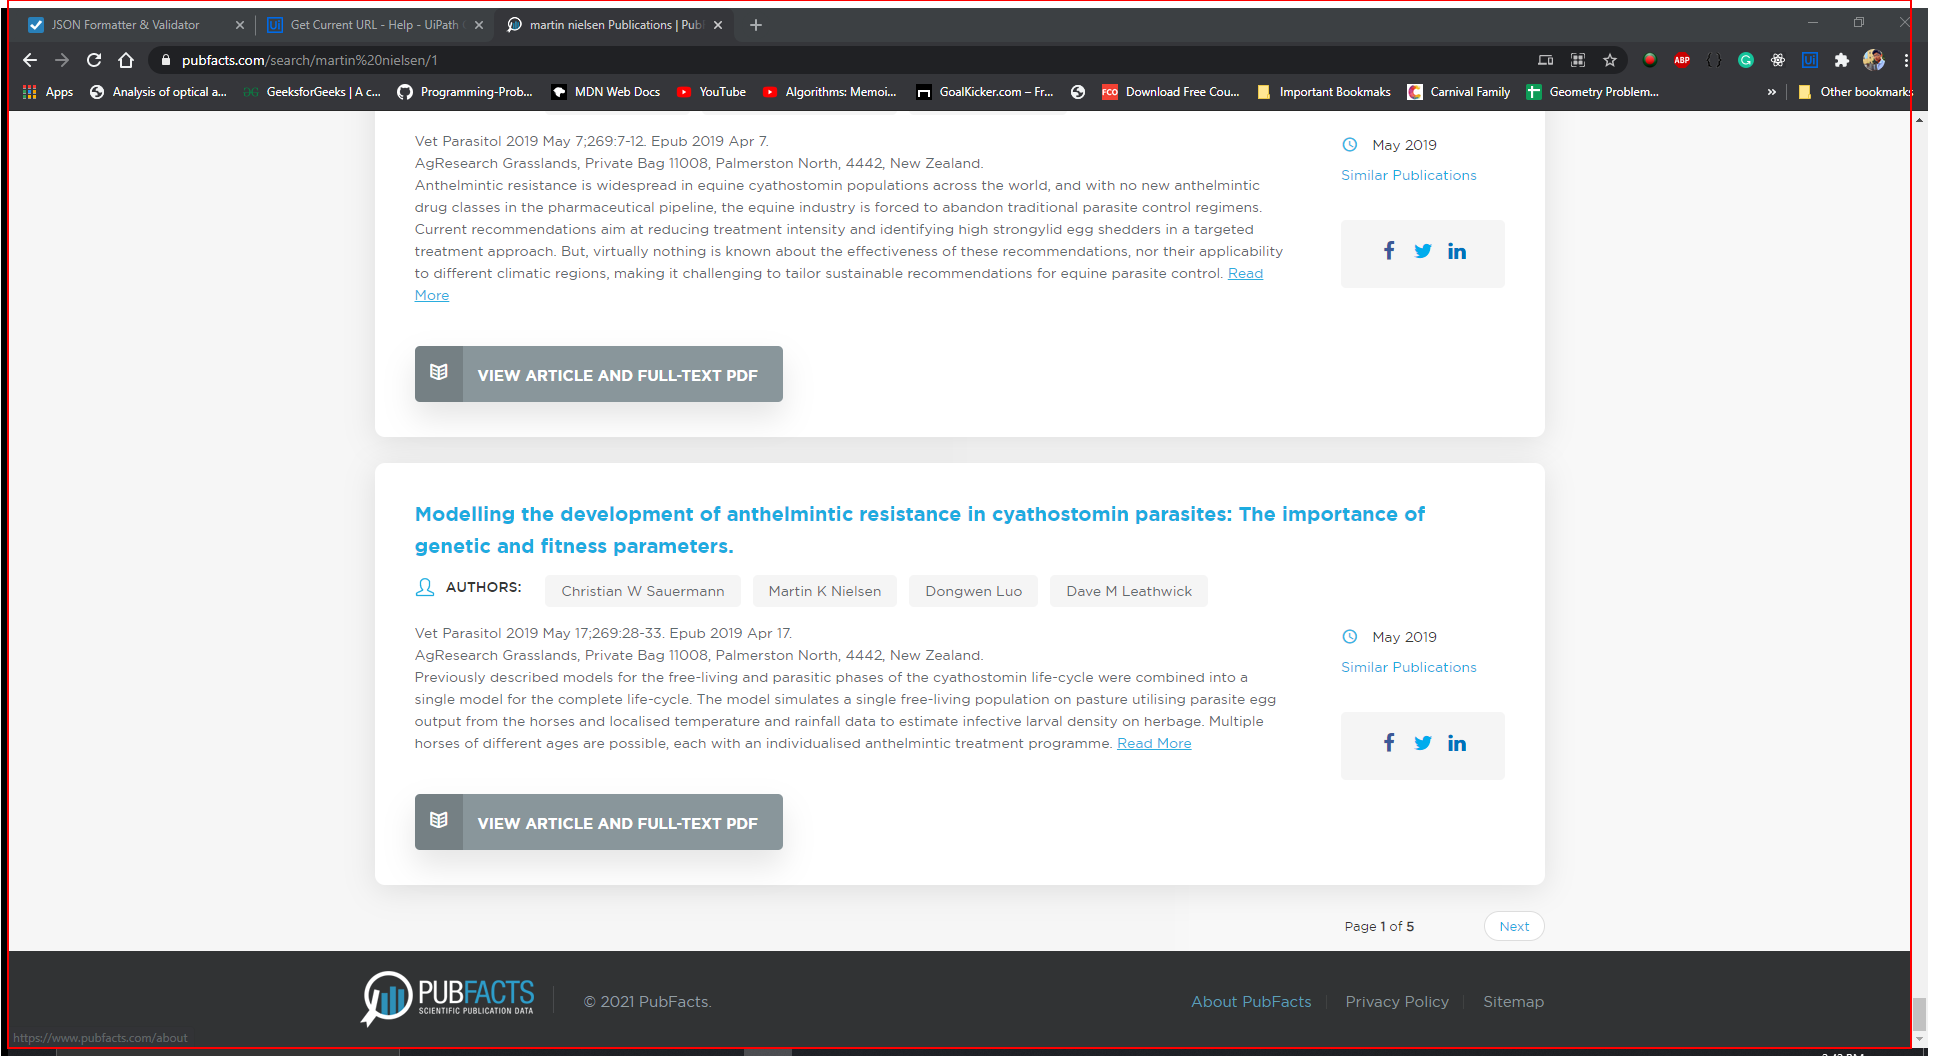 JSON Formatter & Validator
Get Current URL - Help - UiPath
martin nielsen Publications | Pub
pubfacts.com/search/martin%20nielsen/1
ABP
Ui
Apps
Analysis of optical a...
GeeksforGeeks | A c...
Programming-Prob...
MDN Web Docs
YouTube
Algorithms: Memoi...
GoalKicker.com – Fr...
FCO
Download Free Cou...
Important Bookmaks
Carnival Family
Geometry Problem...
»
Other bookmarks
Vet Parasitol 2019 May 7;269:7-12. Epub 2019 Apr 7.
AgResearch Grasslands, Private Bag 11008, Palmerston North, 4442, New Zealand.
Anthelmintic resistance is widespread in equine cyathostomin populations across the world, and with no new anthelmintic
drug classes in the pharmaceutical pipeline, the equine industry is forced to abandon traditional parasite control regimens.
Current recommendations aim at reducing treatment intensity and identifying high strongylid egg shedders in a targeted
treatment approach. But, virtually nothing is known about the effectiveness of these recommendations, nor their applicability
to different climatic regions, making it challenging to tailor sustainable recommendations for equine parasite control. Read
More
May 2019
Similar Publications
VIEW ARTICLE AND FULL-TEXT PDF
Modelling the development of anthelmintic resistance in cyathostomin parasites: The importance of
genetic and fitness parameters.
AUTHORS:
Christian W Sauermann
Martin K Nielsen
Dongwen Luo
Dave M Leathwick
Vet Parasitol 2019 May 17;269:28-33. Epub 2019 Apr 17.
AgResearch Grasslands, Private Bag 11008, Palmerston North, 4442, New Zealand.
Previously described models for the free-living and parasitic phases of the cyathostomin life-cycle were combined into a
single model for the complete life-cycle. The model simulates a single free-living population on pasture utilising parasite egg
output from the horses and localised temperature and rainfall data to estimate infective larval density on herbage. Multiple
horses of different ages are possible, each with an individualised anthelmintic treatment programme. Read More
May 2019
Similar Publications
VIEW ARTICLE AND FULL-TEXT PDF
Page 1 of 5
Next
PUBFACTS
SCIENTIFIC PUBLICATION DATA
© 2021 PubFacts.
About PubFacts
Privacy Policy
Sitemap
https://www.pubfacts.com/about